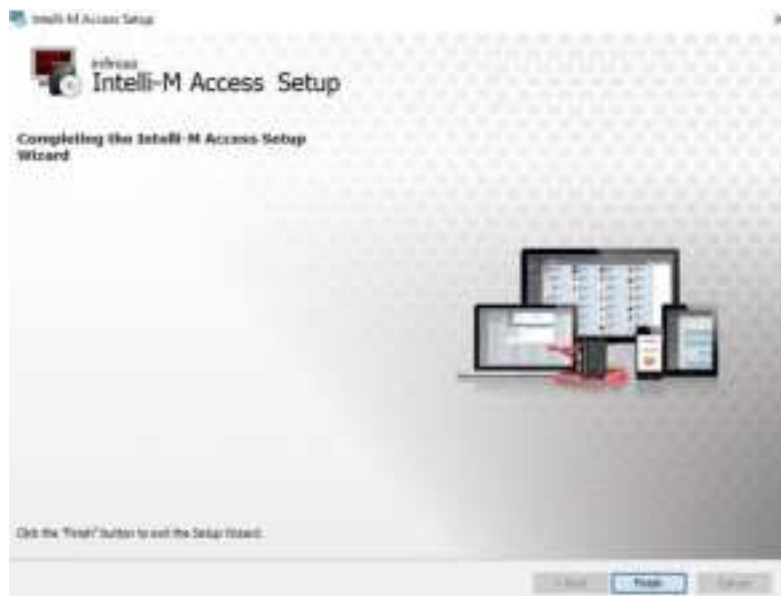 Intelli-M Access Setup
infinias
Intelli-M Access Setup
Completing the Intelli-M Access Setup
Wizard
Click the "Finish" button to exit the Setup Wizard.
< Back Finish Cancel